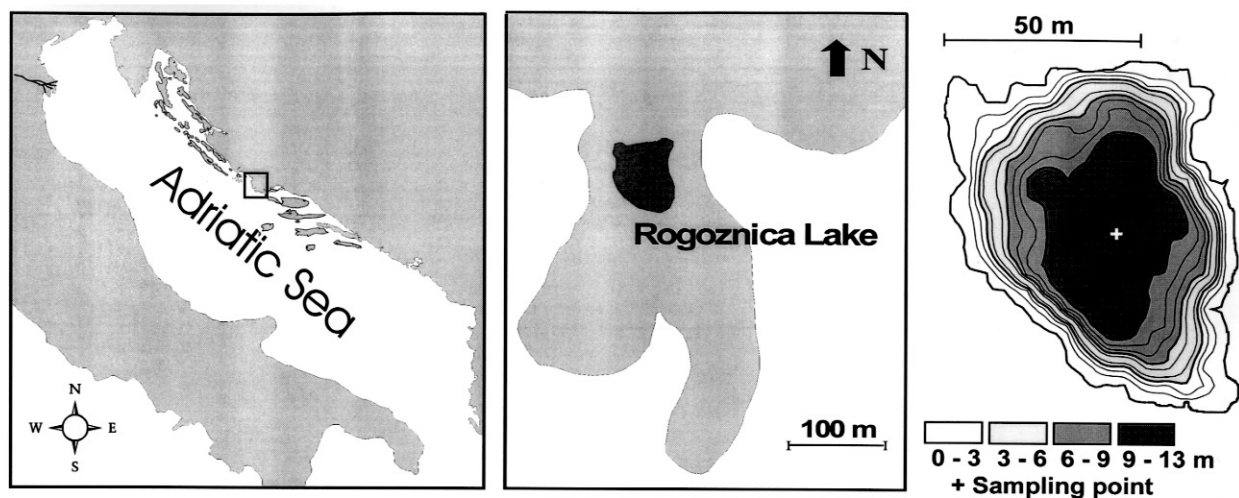 Adriatic Sea
N
W E
S
N
Rogoznica Lake
100 m
50 m
+
0 - 3 3 - 6 6 - 9 9 - 13 m
+ Sampling point